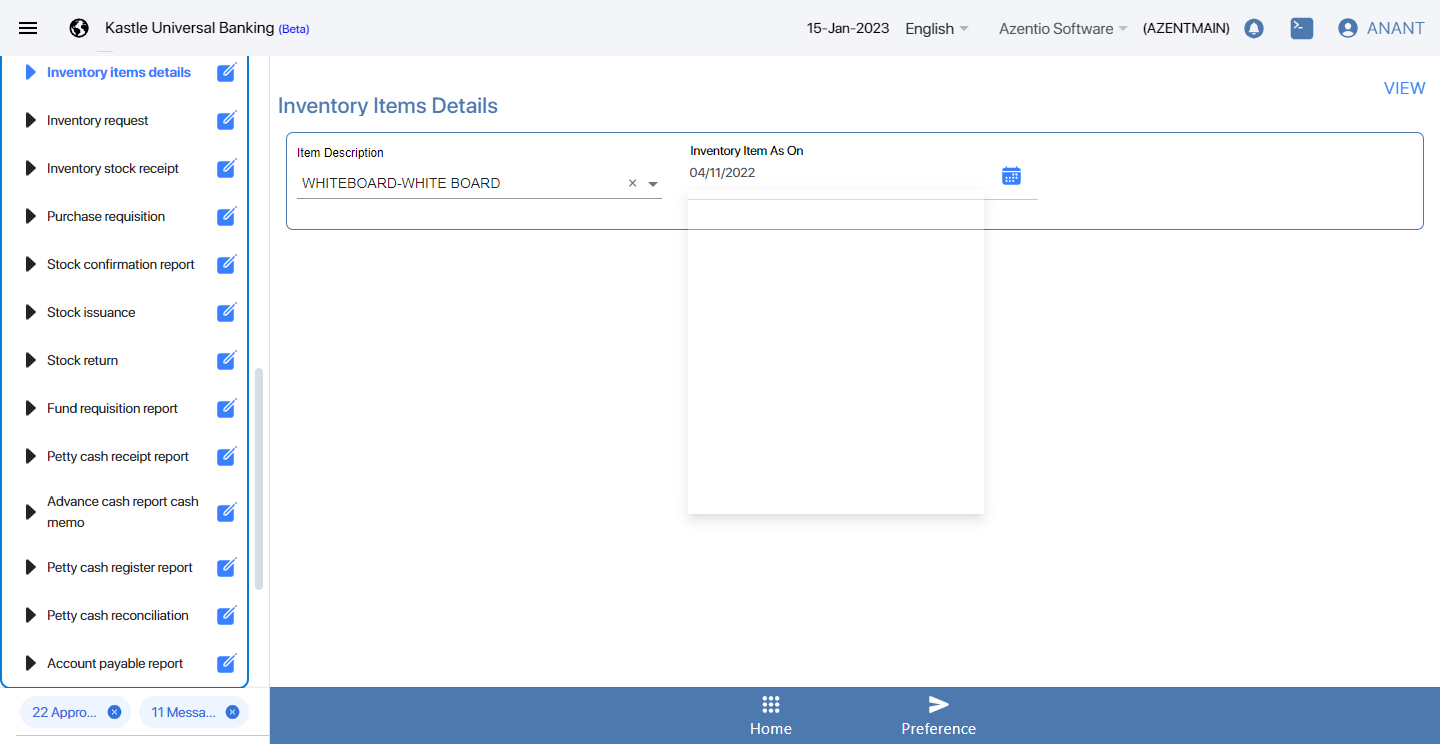 Kastle Universal Banking (Beta)
15-Jan-2023
English
Azentio Software
(AZENTMAIN)
ANANT
Inventory items details
Inventory request
Inventory stock receipt
Purchase requisition
Stock confirmation report
Stock issuance
Stock return
Fund requisition report
Petty cash receipt report
Advance cash report cash
memo
Petty cash register report
Petty cash reconciliation
Account payable report
22 Appro...
11 Messa...
VIEW
Inventory Items Details
Item Description
WHITEBOARD-WHITE BOARD
Inventory Item As On
04/11/2022
Home
Preference